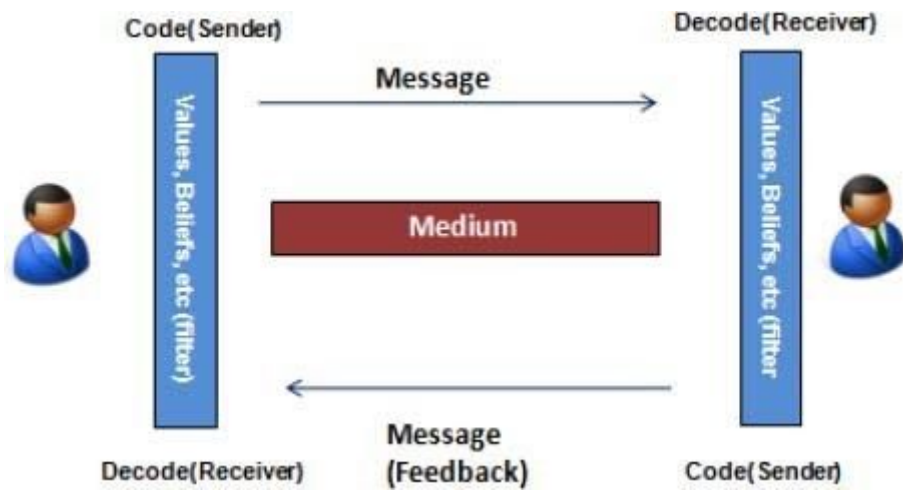 Code(Sender)
Decode(Receiver)
Message
Values, Beliefs, etc (filter)
Medium
Values, Beliefs, etc (filter
Message
(Feedback)
Decode(Receiver)
Code(Sender)